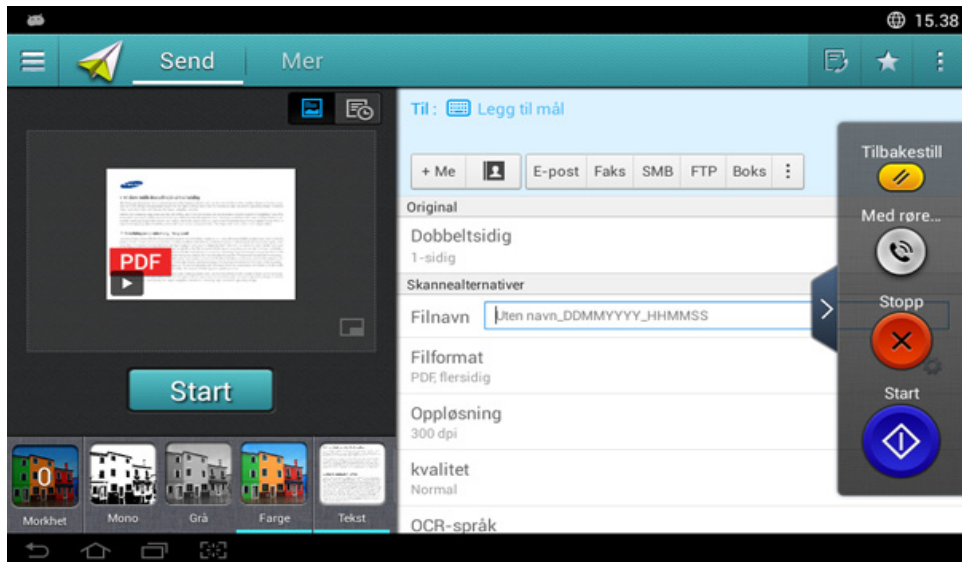 15.38
Send
Mer
Til : Legg til mål
+ Me
E-post Faks SMB FTP Boks
Original
Dobbeltsidig
1-sidig
Skannealternativer
Filnavn Uten navn_DDMMYYYY_HHMMSS
Filformat
PDF, flersidig
Oppløsning
300 dpi
kvalitet
Normal
OCR-språk
PDF
Start
0
Morkhet
Mono
Grå
Farge
Tekst
Tilbakestill
Med røre...
Stopp
Start